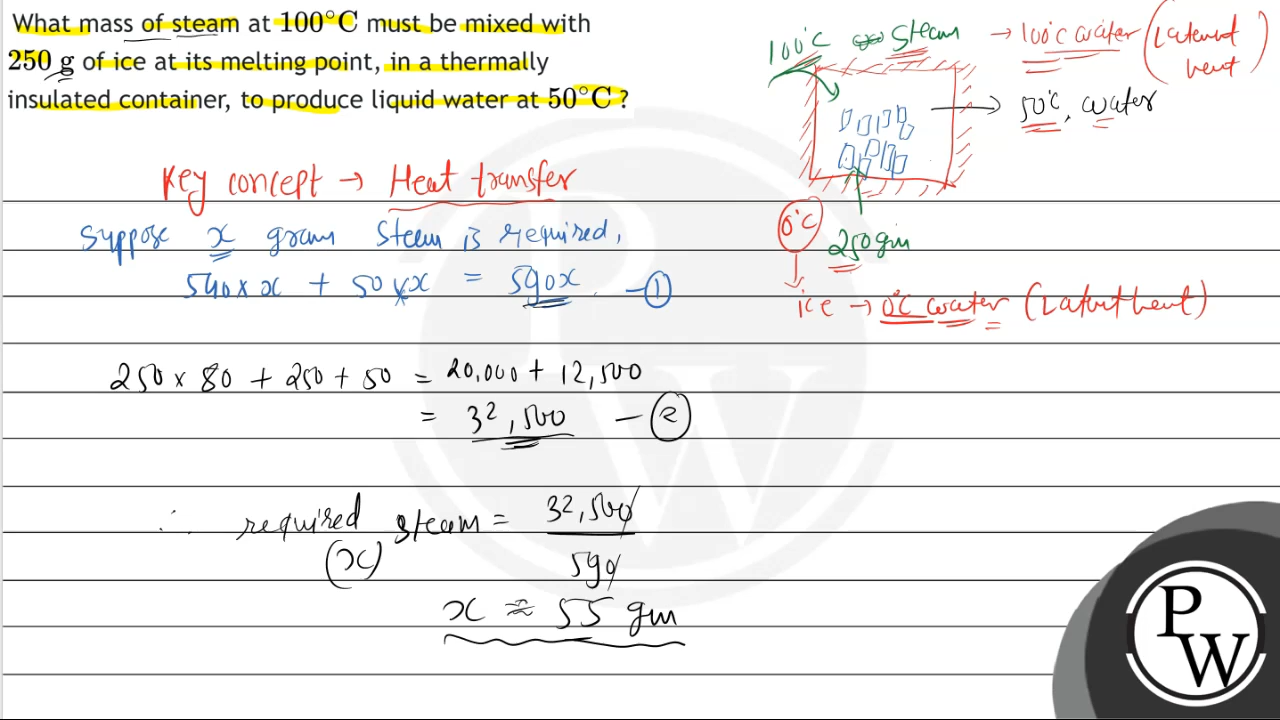 What mass of steam at 100°C must be mixed with
250 g of ice at its melting point, in a thermally
insulated container, to produce liquid water at 50°C ?
100°C steam → 100°C water (Latent
heat)
→ 50°C, water
Key concept → Heat transfer
Suppose x gram steam is required,
540 × x + 50 × x = 590x — ①
0°C
250 gm
ice → 0°C water (Latent heat)
250 × 80 + 250 + 50 = 20,000 + 12,500
= 32,500 — ②
∴ required steam = 32,500
(x)
590
x ≈ 55 gm
P
W